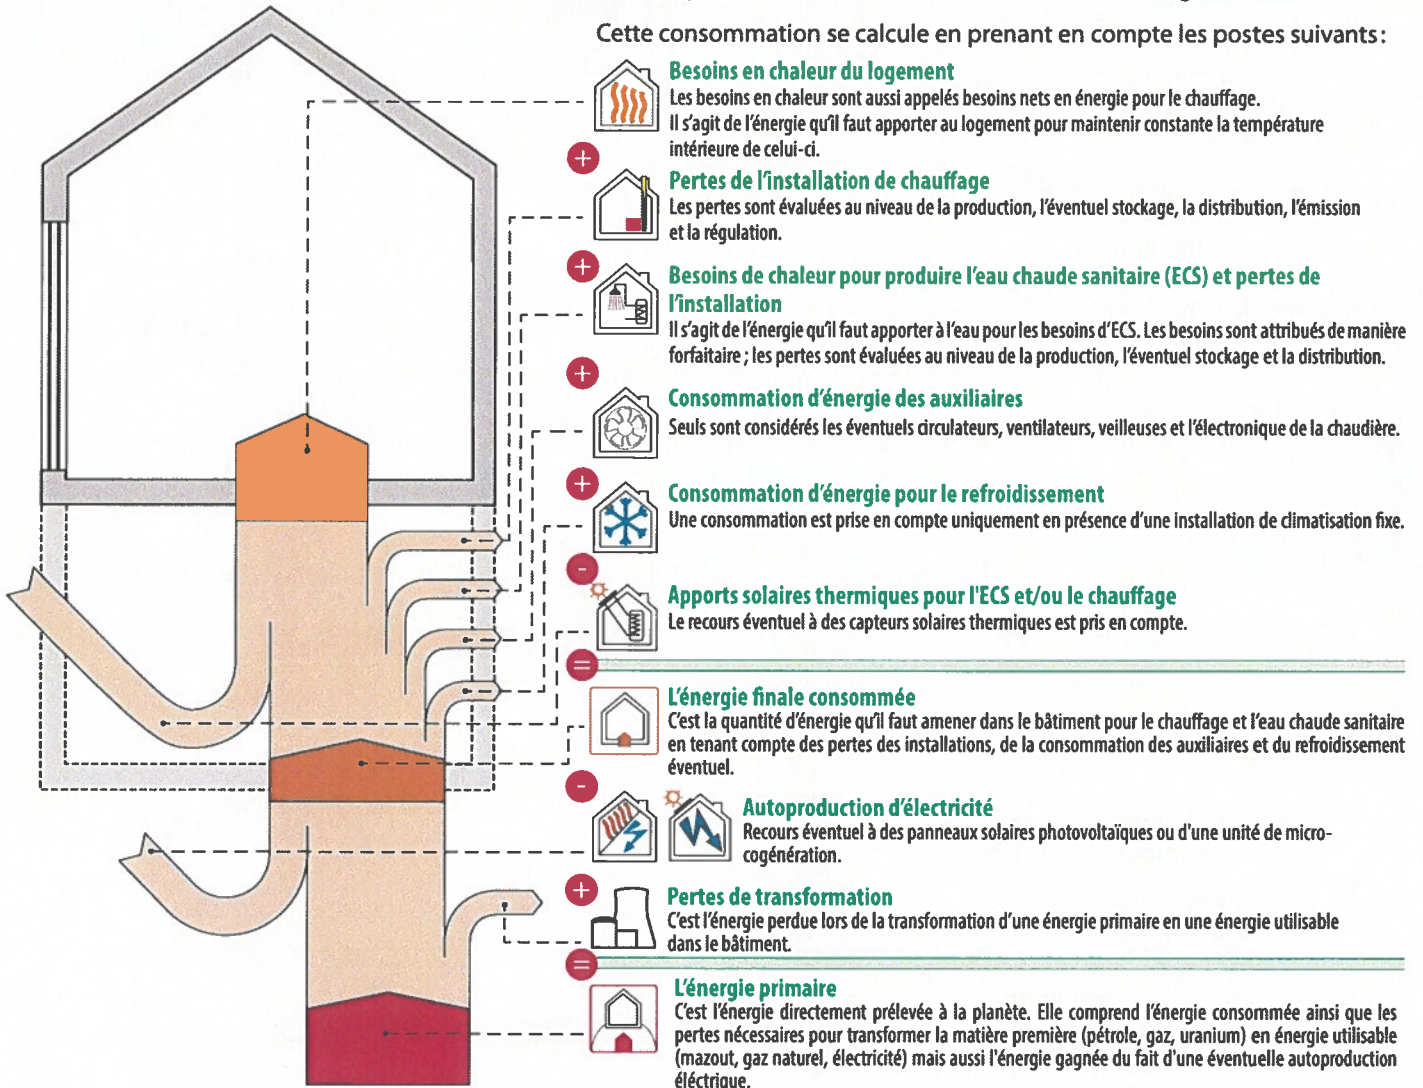 Cette consommation se calcule en prenant en compte les postes suivants :
Besoins en chaleur du logement
Les besoins en chaleur sont aussi appelés besoins nets en énergie pour le chauffage.
Il s'agit de l'énergie qu'il faut apporter au logement pour maintenir constante la température
intérieure de celui-ci.
+
Pertes de l'installation de chauffage
Les pertes sont évaluées au niveau de la production, l'éventuel stockage, la distribution, l'émission
et la régulation.
+
Besoins de chaleur pour produire l'eau chaude sanitaire (ECS) et pertes de
l'installation
Il s'agit de l'énergie qu'il faut apporter à l'eau pour les besoins d'ECS. Les besoins sont attribués de manière
forfaitaire ; les pertes sont évaluées au niveau de la production, l'éventuel stockage et la distribution.
+
Consommation d'énergie des auxiliaires
Seuls sont considérés les éventuels circulateurs, ventilateurs, veilleuses et l'électronique de la chaudière.
+
Consommation d'énergie pour le refroidissement
Une consommation est prise en compte uniquement en présence d'une installation de climatisation fixe.
-
Apports solaires thermiques pour l'ECS et/ou le chauffage
Le recours éventuel à des capteurs solaires thermiques est pris en compte.
=
L'énergie finale consommée
C'est la quantité d'énergie qu'il faut amener dans le bâtiment pour le chauffage et l'eau chaude sanitaire
en tenant compte des pertes des installations, de la consommation des auxiliaires et du refroidissement
éventuel.
-
Autoproduction d'électricité
Recours éventuel à des panneaux solaires photovoltaïques ou d'une unité de micro-
cogénération.
+
Pertes de transformation
C'est l'énergie perdue lors de la transformation d'une énergie primaire en une énergie utilisable
dans le bâtiment.
=
L'énergie primaire
C'est l'énergie directement prélevée à la planète. Elle comprend l'énergie consommée ainsi que les
pertes nécessaires pour transformer la matière première (pétrole, gaz, uranium) en énergie utilisable
(mazout, gaz naturel, électricité) mais aussi l'énergie gagnée du fait d'une éventuelle autoproduction
éléctrique.